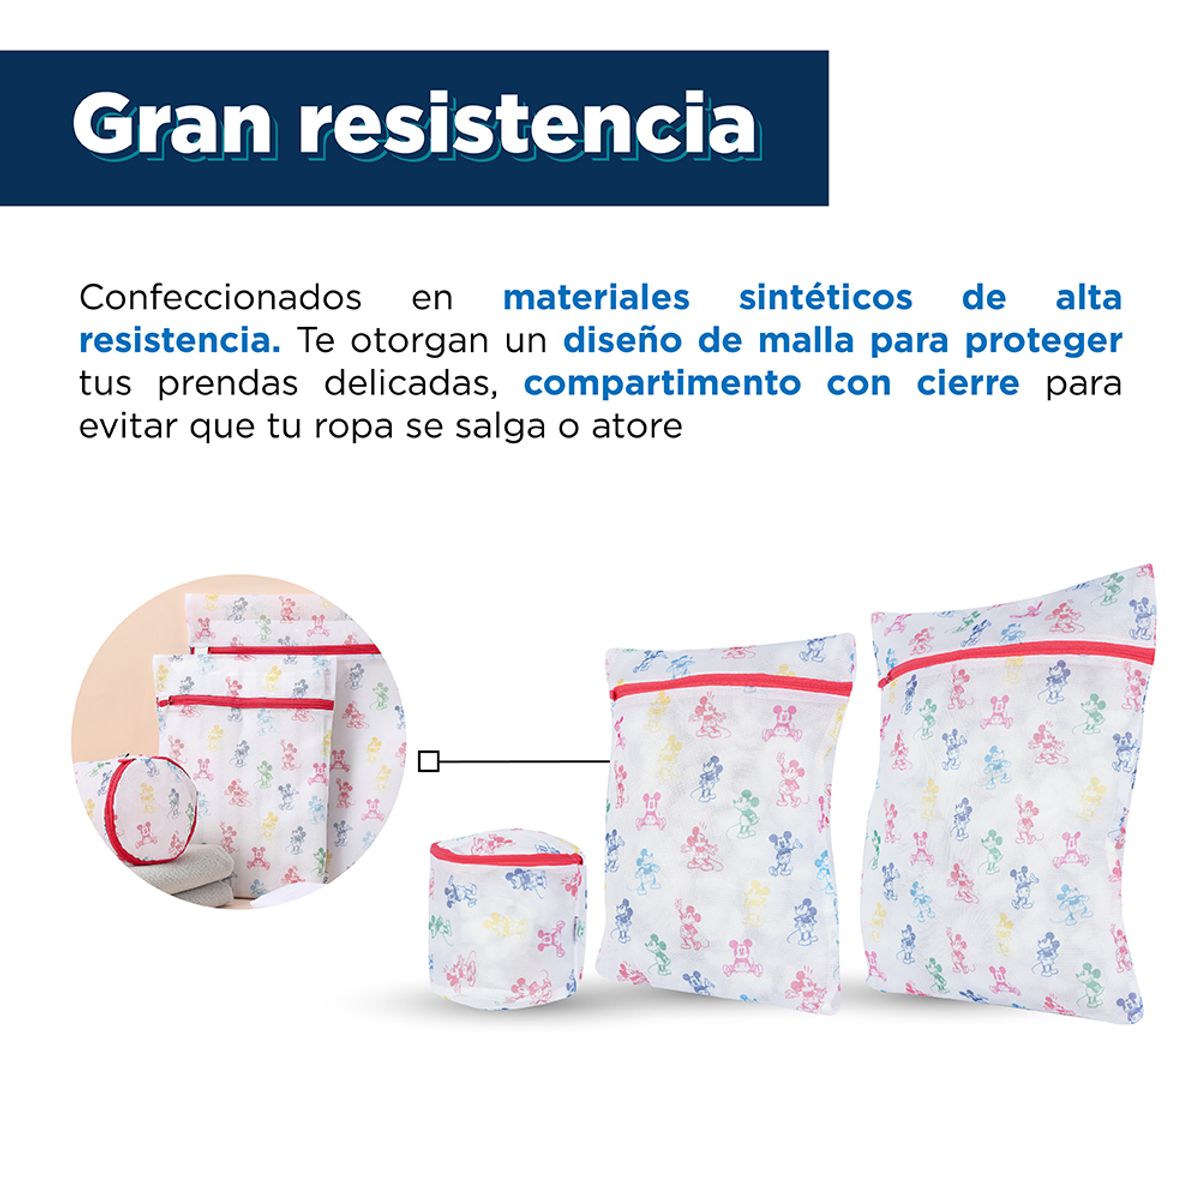 Gran resistencia
Confeccionados en materiales sintéticos de alta
resistencia. Te otorgan un diseño de malla para proteger
tus prendas delicadas, compartimento con cierre para
evitar que tu ropa se salga o atore